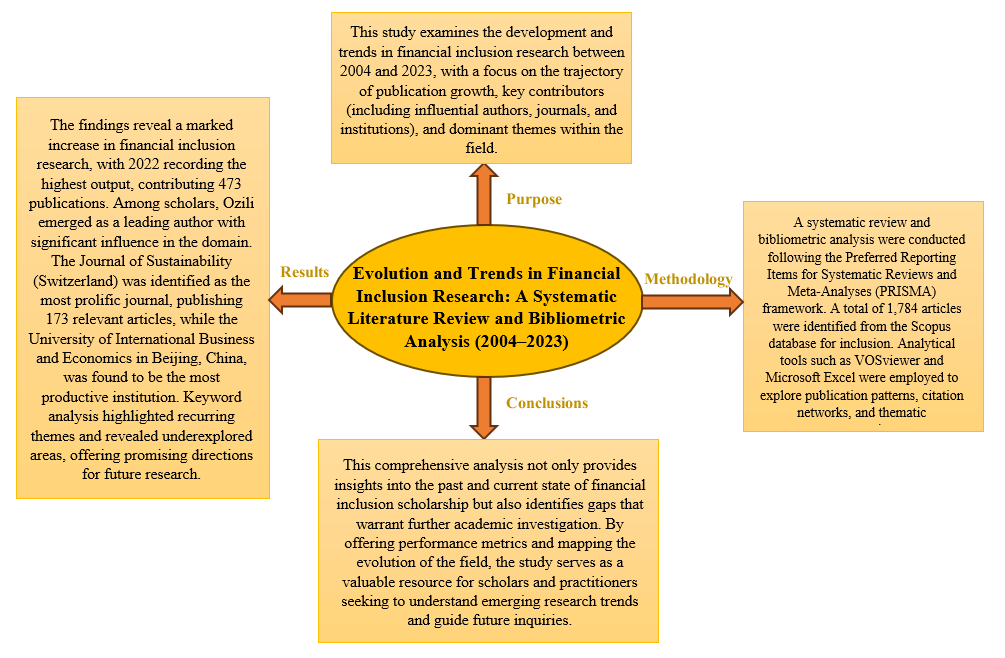 This study examines the development and
trends in financial inclusion research between
2004 and 2023, with a focus on the trajectory
of publication growth, key contributors
(including influential authors, journals, and
institutions), and dominant themes within the
field.
Purpose
The findings reveal a marked
increase in financial inclusion
research, with 2022 recording the
highest output, contributing 473
publications. Among scholars, Ozili
emerged as a leading author with
significant influence in the domain.
The Journal of Sustainability
(Switzerland) was identified as the
most prolific journal, publishing
173 relevant articles, while the
University of International Business
and Economics in Beijing, China,
was found to be the most
productive institution. Keyword
analysis highlighted recurring
themes and revealed underexplored
areas, offering promising directions
for future research.
Results
Evolution and Trends in Financial
Inclusion Research: A Systematic
Literature Review and Bibliometric
Analysis (2004–2023)
Methodology
A systematic review and
bibliometric analysis were conducted
following the Preferred Reporting
Items for Systematic Reviews and
Meta-Analyses (PRISMA)
framework. A total of 1,784 articles
were identified from the Scopus
database for inclusion. Analytical
tools such as VOSviewer and
Microsoft Excel were employed to
explore publication patterns, citation
networks, and thematic
Conclusions
This comprehensive analysis not only provides
insights into the past and current state of financial
inclusion scholarship but also identifies gaps that
warrant further academic investigation. By
offering performance metrics and mapping the
evolution of the field, the study serves as a
valuable resource for scholars and practitioners
seeking to understand emerging research trends
and guide future inquiries.